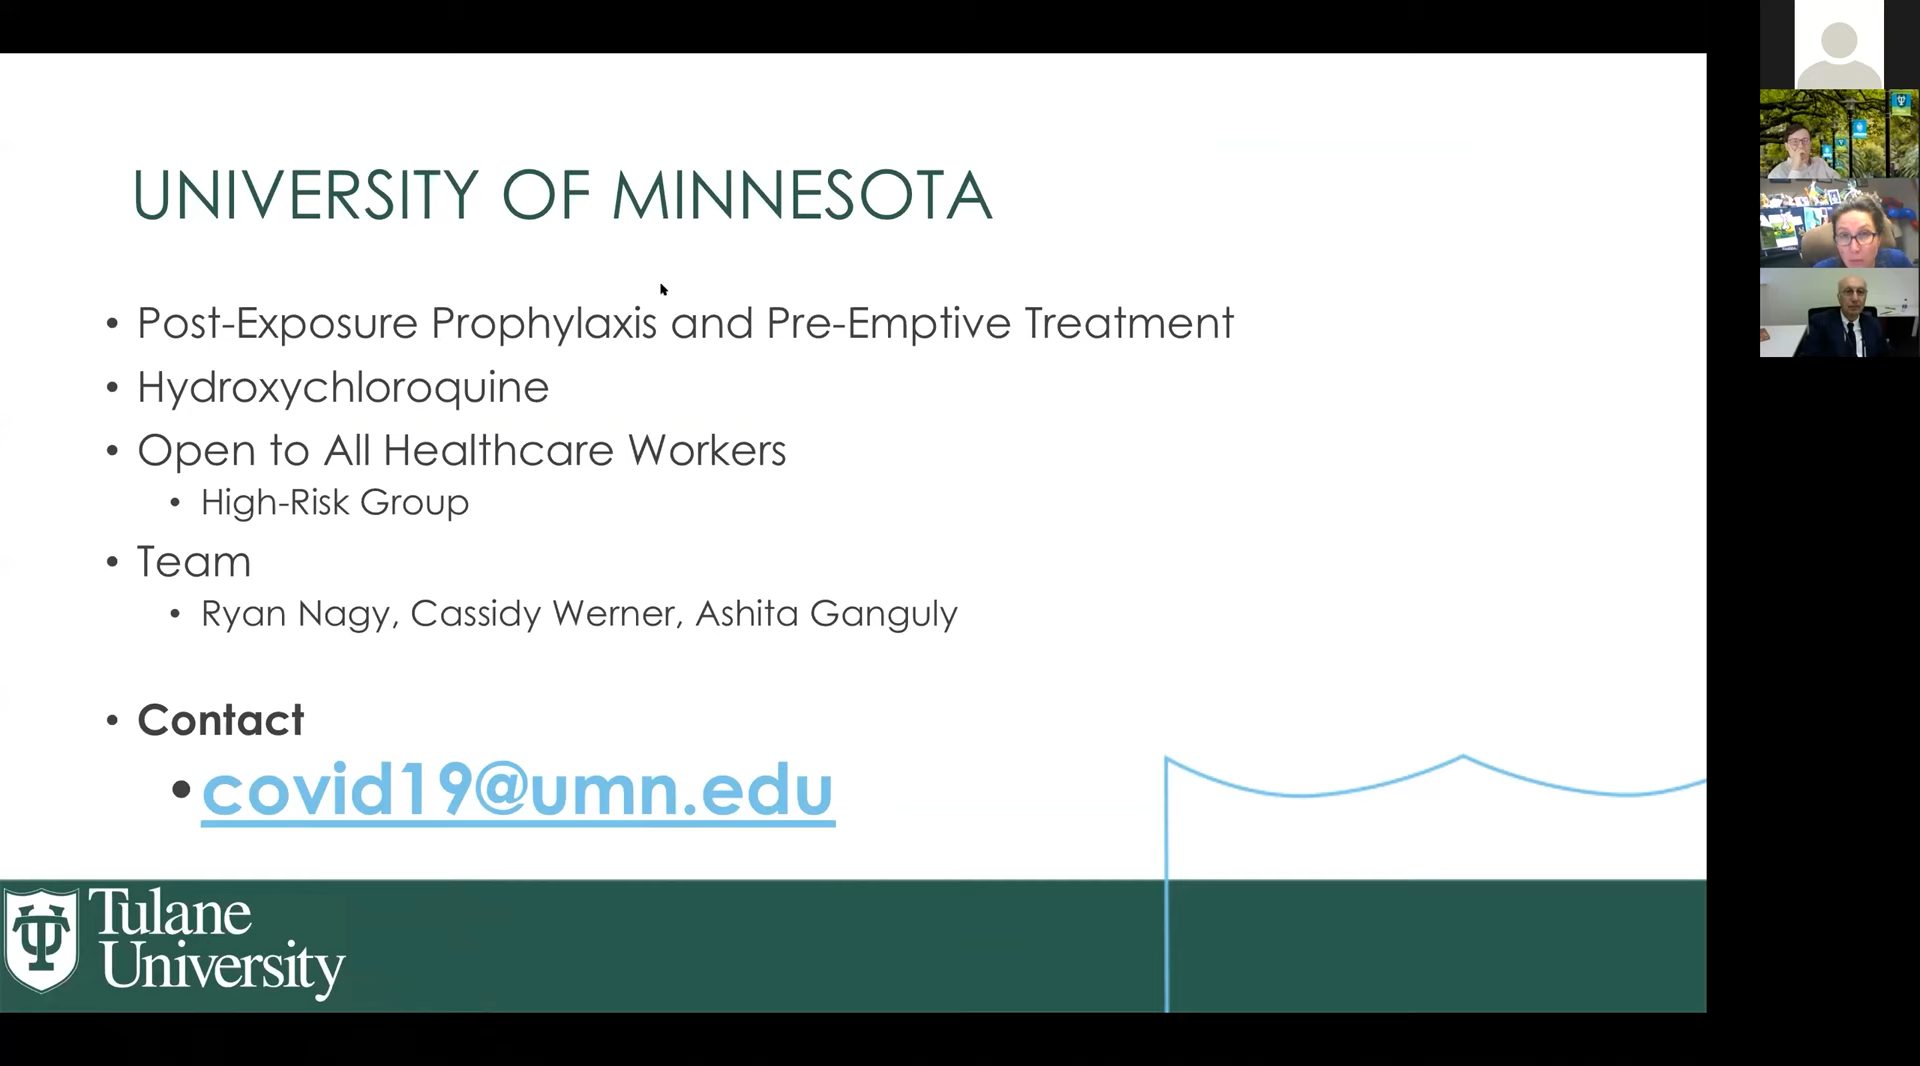 UNIVERSITY OF MINNESOTA
• Post-Exposure Prophylaxis and Pre-Emptive Treatment
• Hydroxychloroquine
• Open to All Healthcare Workers
• High-Risk Group
• Team
• Ryan Nagy, Cassidy Werner, Ashita Ganguly
• Contact
• covid19@umn.edu
Tulane
University